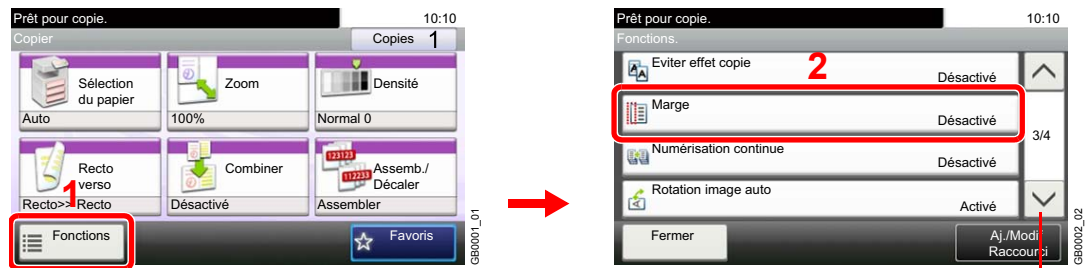 Prêt pour copie.
10:10
Copier
Copies 1
Sélection
du papier
Auto
Zoom
100%
Densité
Normal 0
123123
112233
Recto
verso
Recto>> Recto
Combiner
Désactivé
Assemb./
Décaler
Assembler
1
Fonctions
Favoris
GB0001_01
Prêt pour copie.
10:10
Fonctions.
Eviter effet copie
Désactivé
2
Marge
Désactivé
3/4
Numérisation continue
Désactivé
Rotation image auto
Activé
Fermer
Aj./Modif
Raccourci
GB0002_02